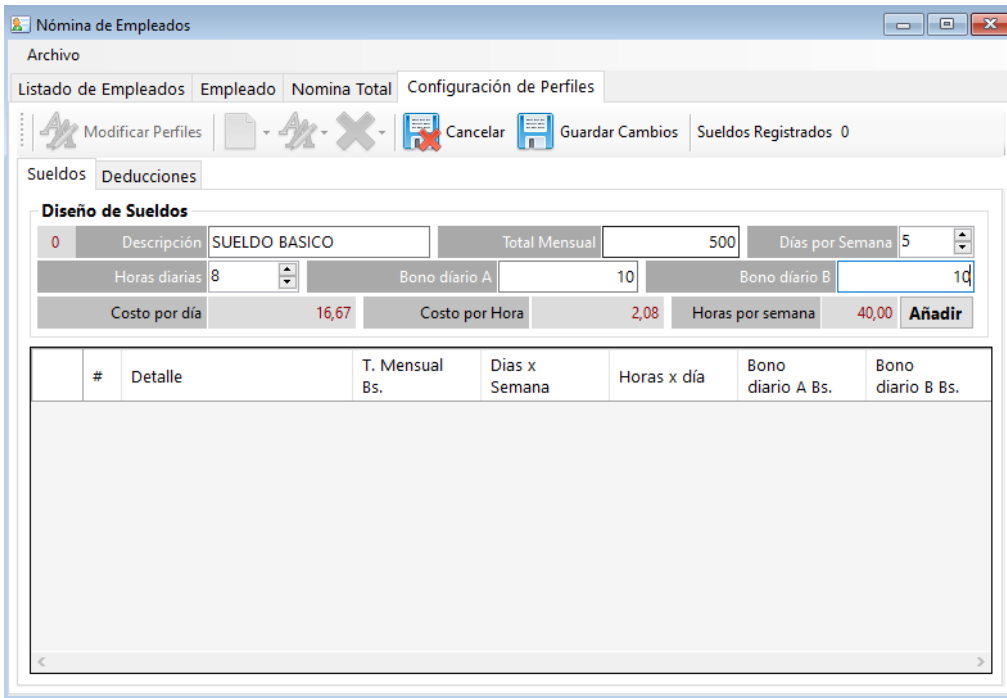 Nómina de Empleados
Archivo
Listado de Empleados Empleado Nomina Total Configuración de Perfiles
Modificar Perfiles Cancelar Guardar Cambios Sueldos Registrados 0
Sueldos Deducciones
Diseño de Sueldos
0 Descripción SUELDO BASICO Total Mensual 500 Días por Semana 5
Horas diarias 8 Bono díario A 10 Bono díario B 10
Costo por día 16,67 Costo por Hora 2,08 Horas por semana 40,00 Añadir
# Detalle T. Mensual Bs. Dias x Semana Horas x día Bono diario A Bs. Bono diario B Bs.